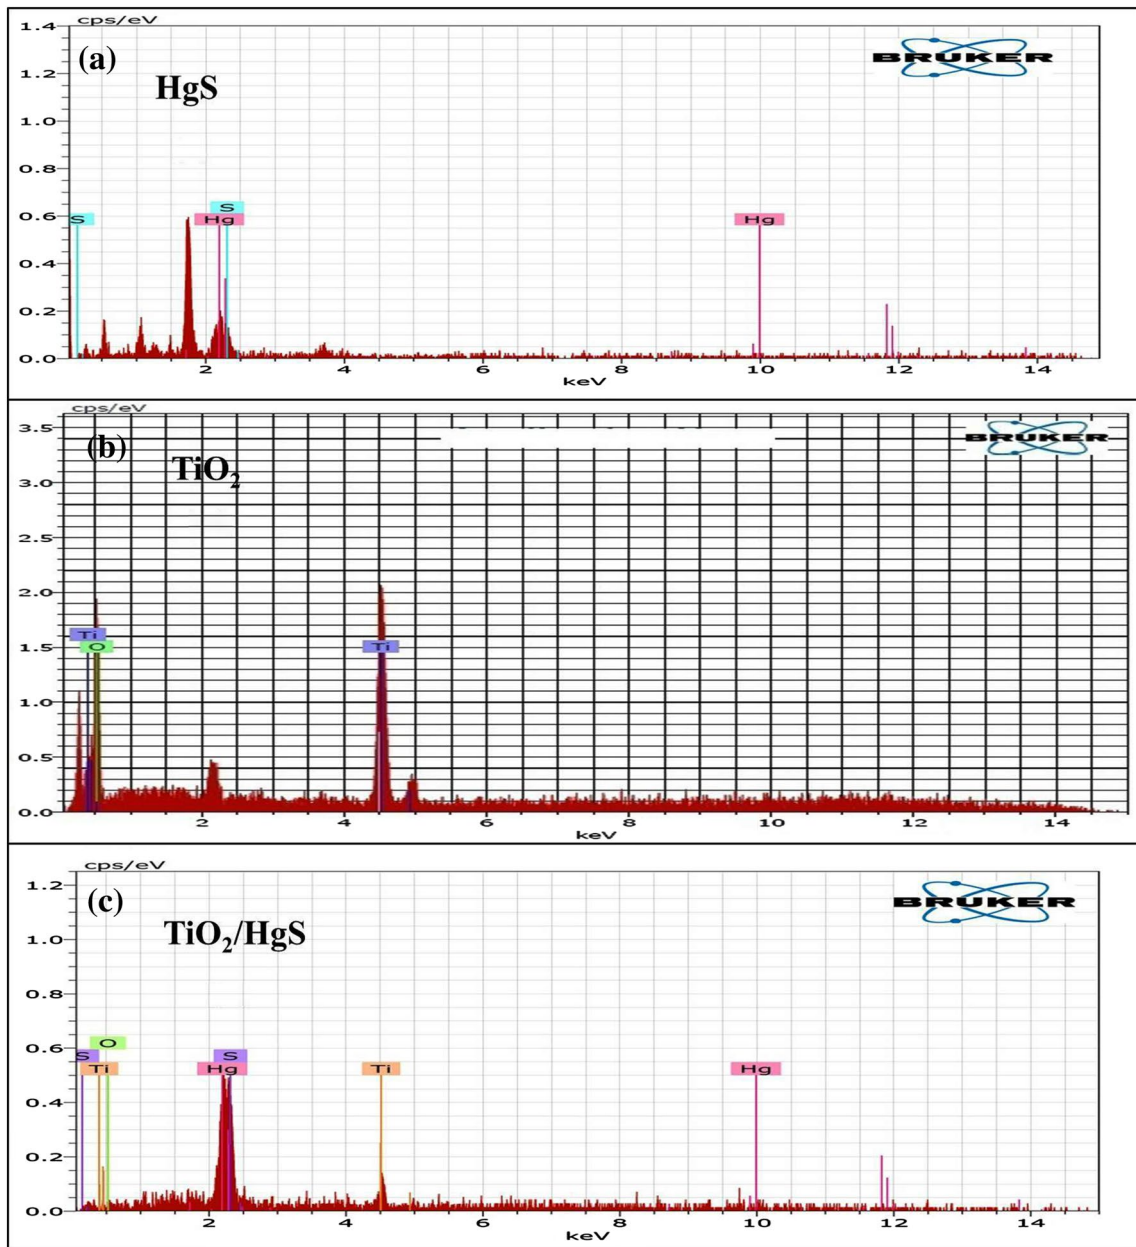 cps/eV
1.4
(a)
BRUKER
HgS
1.2
1.0
0.8
0.6
S
S
Hg
Hg
0.4
0.2
0.0
2 4 6 8 10 12 14
keV
cps/eV
3.5
(b)
BRUKER
TiO₂
3.0
2.5
2.0
Ti
O
Ti
1.5
1.0
0.5
0.0
2 4 6 8 10 12 14
keV
cps/eV
1.2
(c)
BRUKER
TiO₂/HgS
1.0
0.8
0.6
O
S
S
Ti
Hg
Ti
Hg
0.4
0.2
0.0
2 4 6 8 10 12 14
keV